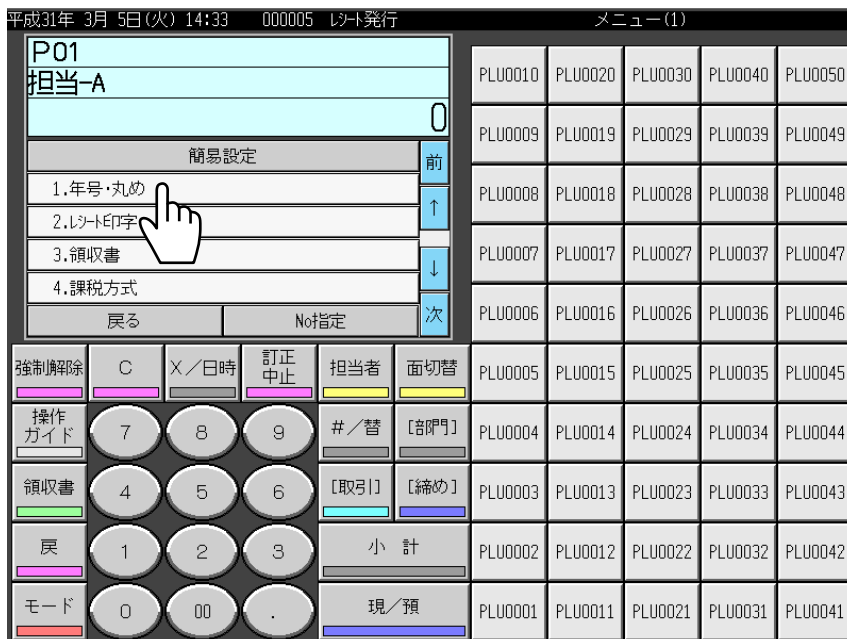 平成31年 3月 5日(火) 14:33 000005 ﾚｼｰﾄ発行 メニュー(1)
P01
担当-A
0
簡易設定 前
1.年号･丸め
↑
2.ﾚｼｰﾄ印字
3.領収書
↓
4.課税方式
戻る No指定 次
PLU0010 PLU0020 PLU0030 PLU0040 PLU0050
PLU0009 PLU0019 PLU0029 PLU0039 PLU0049
PLU0008 PLU0018 PLU0028 PLU0038 PLU0048
PLU0007 PLU0017 PLU0027 PLU0037 PLU0047
PLU0006 PLU0016 PLU0026 PLU0036 PLU0046
強制解除 C X／日時 訂正 担当者 面切替 PLU0005 PLU0015 PLU0025 PLU0035 PLU0045
中止
操作
ガイド 7 8 9 #／替 [部門] PLU0004 PLU0014 PLU0024 PLU0034 PLU0044
領収書 4 5 6 [取引] [締め] PLU0003 PLU0013 PLU0023 PLU0033 PLU0043
戻 1 2 3 小 計 PLU0002 PLU0012 PLU0022 PLU0032 PLU0042
モード 0 00 . 現／預 PLU0001 PLU0011 PLU0021 PLU0031 PLU0041